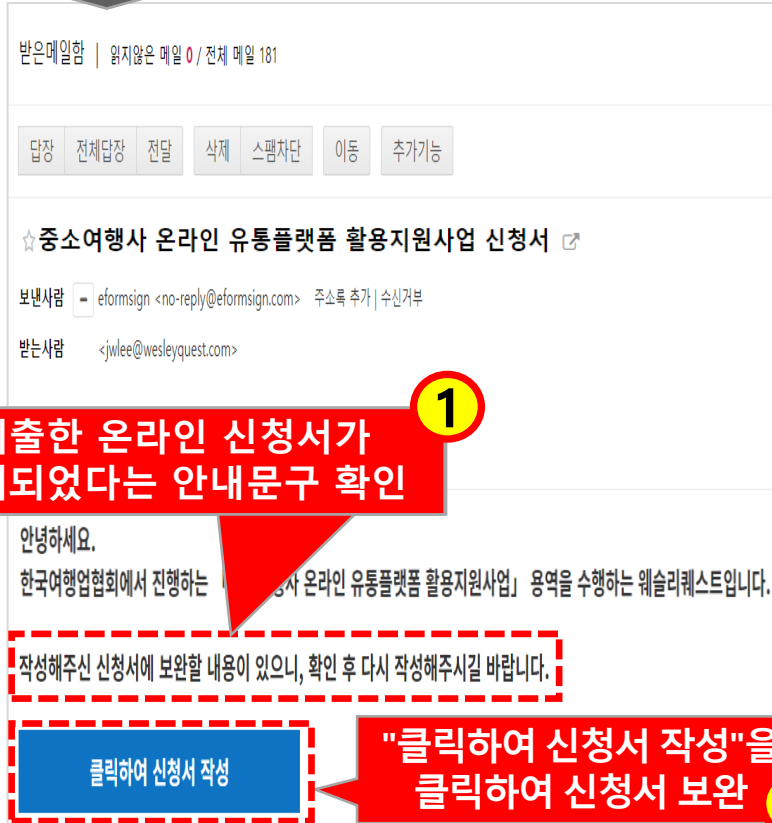 받은메일함 | 읽지않은 메일 0 / 전체 메일 181
답장 전체답장 전달 삭제 스팸차단 이동 추가기능
☆중소여행사 온라인 유통플랫폼 활용지원사업 신청서
보낸사람 eformsign <no-reply@eformsign.com> 주소록 추가 | 수신거부
받는사람 <jwlee@wesleyquest.com>
1
온라인 신청서가
안내문구 확인
안녕하세요.
한국여행업협회에서 진행하는 온라인 유통플랫폼 활용지원사업」 용역을 수행하는 웨슬리퀘스트입니다.
작성해주신 신청서에 보완할 내용이 있으니, 확인 후 다시 작성해주시길 바랍니다.
클릭하여 신청서 작성
"클릭하여 신청서 작성"을
클릭하여 신청서 보완